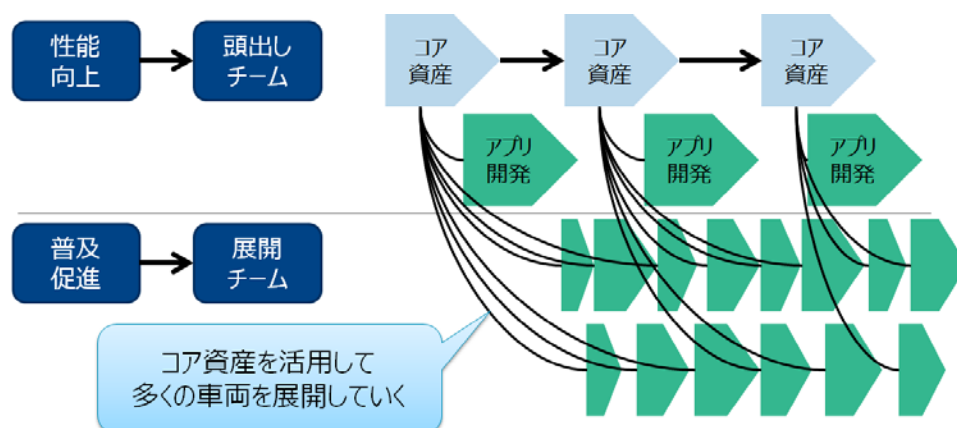 性能
向上
頭出し
チーム
コア
資産
コア
資産
コア
資産
アプリ
開発
アプリ
開発
アプリ
開発
普及
促進
展開
チーム
コア資産を活用して
多くの車両を展開していく